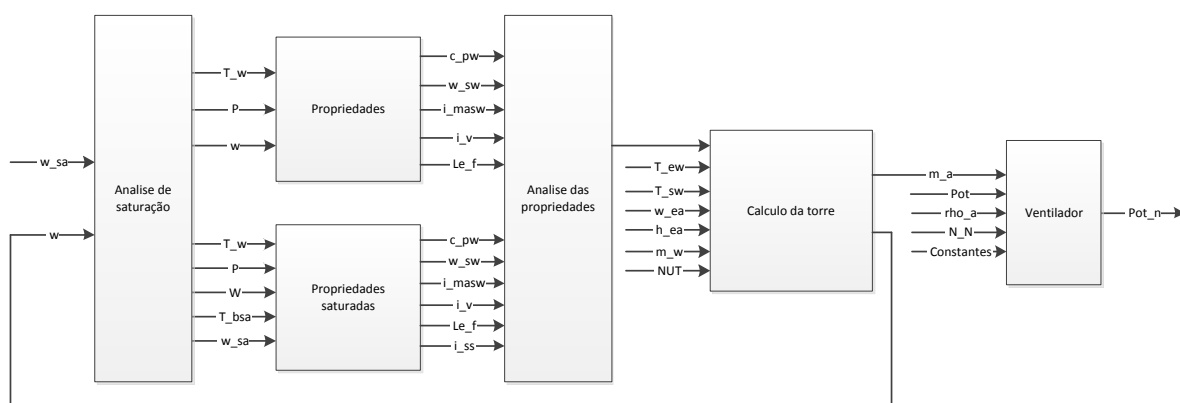 w_sa
w
Analise de
saturação
T_w
P
w
T_w
P
W
T_bsa
w_sa
Propriedades
Propriedades
saturadas
c_pw
w_sw
i_masw
i_v
Le_f
c_pw
w_sw
i_masw
i_v
Le_f
i_ss
Analise das
propriedades
T_ew
T_sw
w_ea
h_ea
m_w
NUT
Calculo da torre
m_a
Pot
rho_a
N_N
Constantes
Ventilador
Pot_n